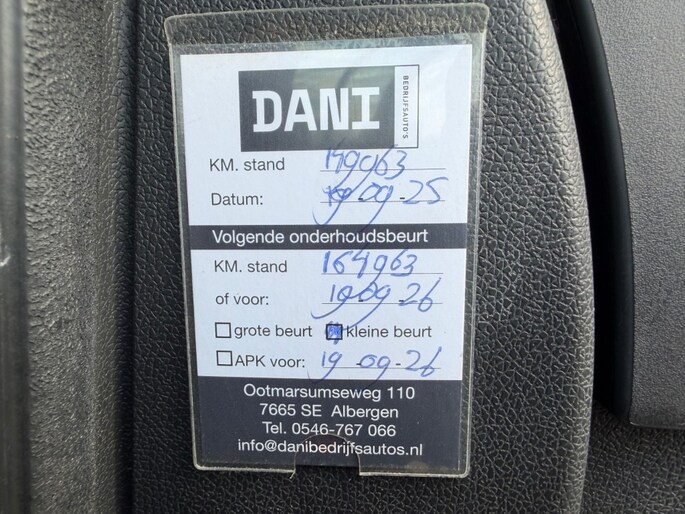 DANI BEDRIJFSAUTO'S
KM. stand 149963
Datum: 19-09-25
Volgende onderhoudsbeurt
KM. stand 164963
of voor: 19-09-26
grote beurt kleine beurt
APK voor: 19-09-26
Ootmarsumseweg 110
7665 SE Albergen
Tel. 0546-767 066
info@danibedrijfsautos.nl